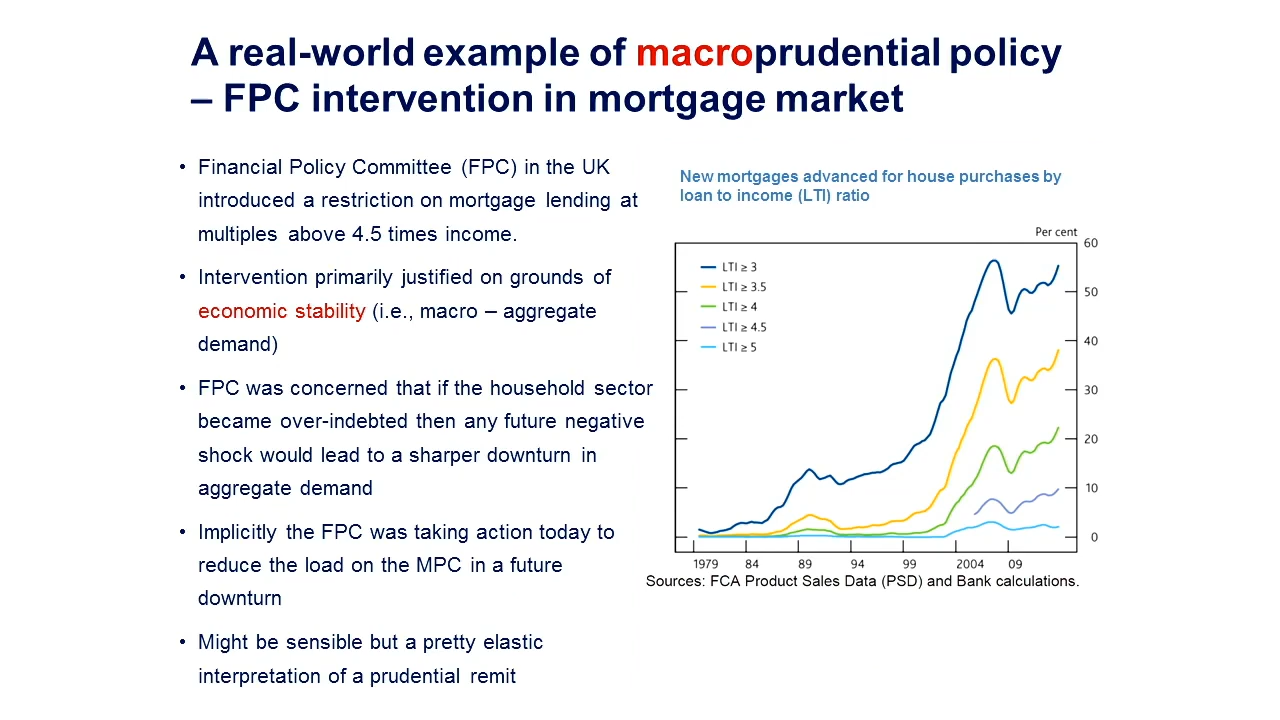 A real-world example of macroprudential policy
– FPC intervention in mortgage market
• Financial Policy Committee (FPC) in the UK
introduced a restriction on mortgage lending at
multiples above 4.5 times income.
• Intervention primarily justified on grounds of
economic stability (i.e., macro – aggregate
demand)
• FPC was concerned that if the household sector
became over-indebted then any future negative
shock would lead to a sharper downturn in
aggregate demand
• Implicitly the FPC was taking action today to
reduce the load on the MPC in a future
downturn
• Might be sensible but a pretty elastic
interpretation of a prudential remit
New mortgages advanced for house purchases by
loan to income (LTI) ratio
Per cent
LTI ≥ 3
LTI ≥ 3.5
LTI ≥ 4
LTI ≥ 4.5
LTI ≥ 5
60
50
40
30
20
10
0
1979 84 89 94 99 2004 09
Sources: FCA Product Sales Data (PSD) and Bank calculations.